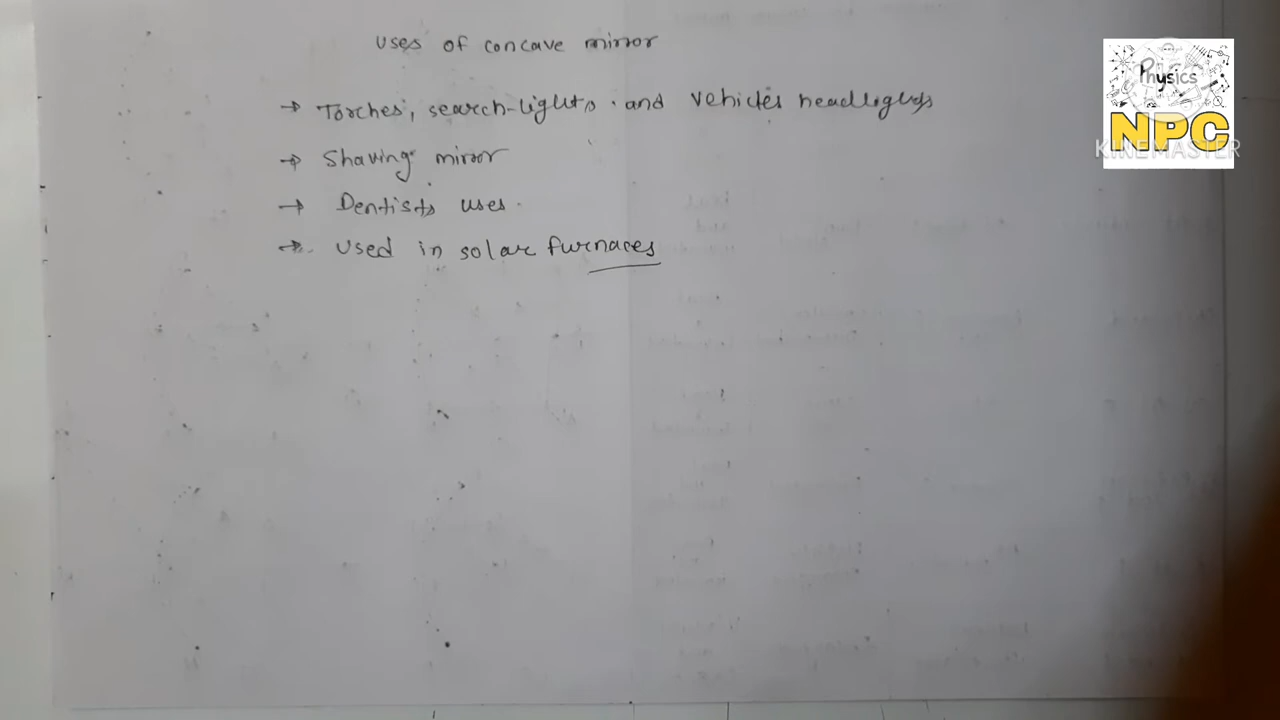 Uses of concave mirror
→ Torches, search-lights and vehicles headlights
→ Shaving mirror
→ Dentists uses.
→ Used in solar furnaces
Physics
NPC
KINEMASTER